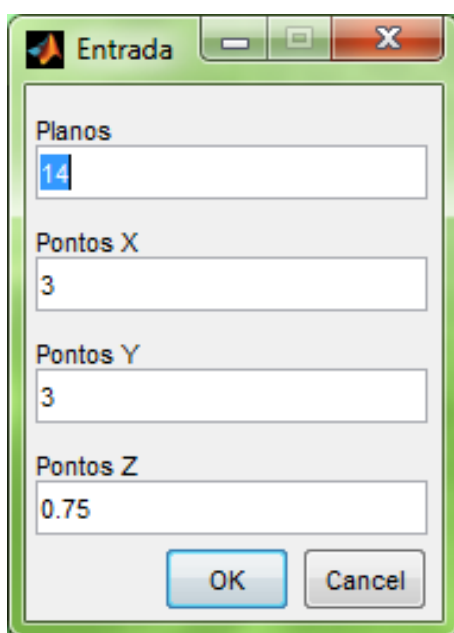 Entrada
Planos
14
Pontos X
3
Pontos Y
3
Pontos Z
0.75
OK Cancel